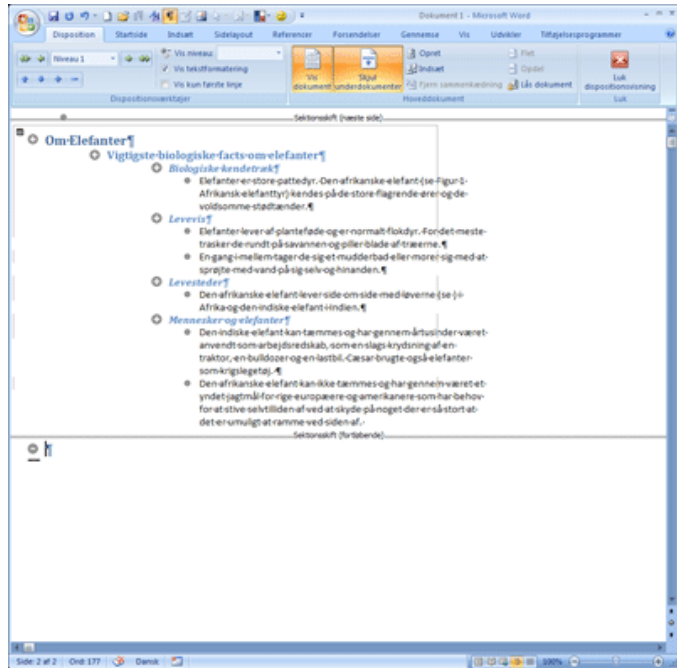 Dokument1 - Microsoft Word
Disposition Startside Indsæt Sidelayout Referencer Forsendelser Gennemse Vis Udvikler Tilføjelsesprogrammer
Niveau 1
Vis niveau:
Vis tekstformatering
Vis kun første linje
Vis dokument
Skjul underdokumenter
Opret
Indsæt
Fjern sammenkædning
Flet
Opdel
Lås dokument
Luk dispositionsvisning
Dispositionsværktøjer Hoveddokument Luk
Sektionsskift (næste side)
Om·Elefanter¶
Vigtigste·biologiske·facts·om·elefanter¶
Biologiske·kendetræk¶
Elefanter·er·store·pattedyr.·Den·afrikanske·elefant·(se·Figur·1·
Afrikansk·elefanttyr)·kendes·på·de·store·flagrende·ører·og·de·
voldsomme·stødtænder.¶
Levevis¶
Elefanter·lever·af·planteføde·og·er·normalt·flokdyr.·For·det·meste·
trasker·de·rundt·på·savannen·og·piller·blade·af·træerne.¶
En·gang·i·mellem·tager·de·sig·et·mudderbad·eller·morer·sig·med·at·
sprøjte·med·vand·på·sig·selv·og·hinanden.¶
Levesteder¶
Den·afrikanske·elefant·lever·side·om·side·med·løverne·(se·)·i·
Afrika·og·den·indiske·elefant·i·Indien.¶
Mennesker·og·elefanter¶
Den·indiske·elefant·kan·tæmmes·og·har·gennem·årtusinder·været·
anvendt·som·arbejdsredskab,·som·en·slags·krydsning·af·en·
traktor,·en·bulldozer·og·en·lastbil.·Cæsar·brugte·også·elefanter·
som·krigslegetøj.·¶
Den·afrikanske·elefant·kan·ikke·tæmmes·og·har·gennem·været·et·
yndet·jagtmål·for·rige·europæere·og·amerikanere·som·har·behov·
for·at·stive·selvtilliden·af·ved·at·skyde·på·noget·der·er·så·stort·at·
det·er·umuligt·at·ramme·ved·siden·af.·
Sektionsskift (fortløbende)
¶
Side: 2 af 2 Ord: 177 Dansk 100%